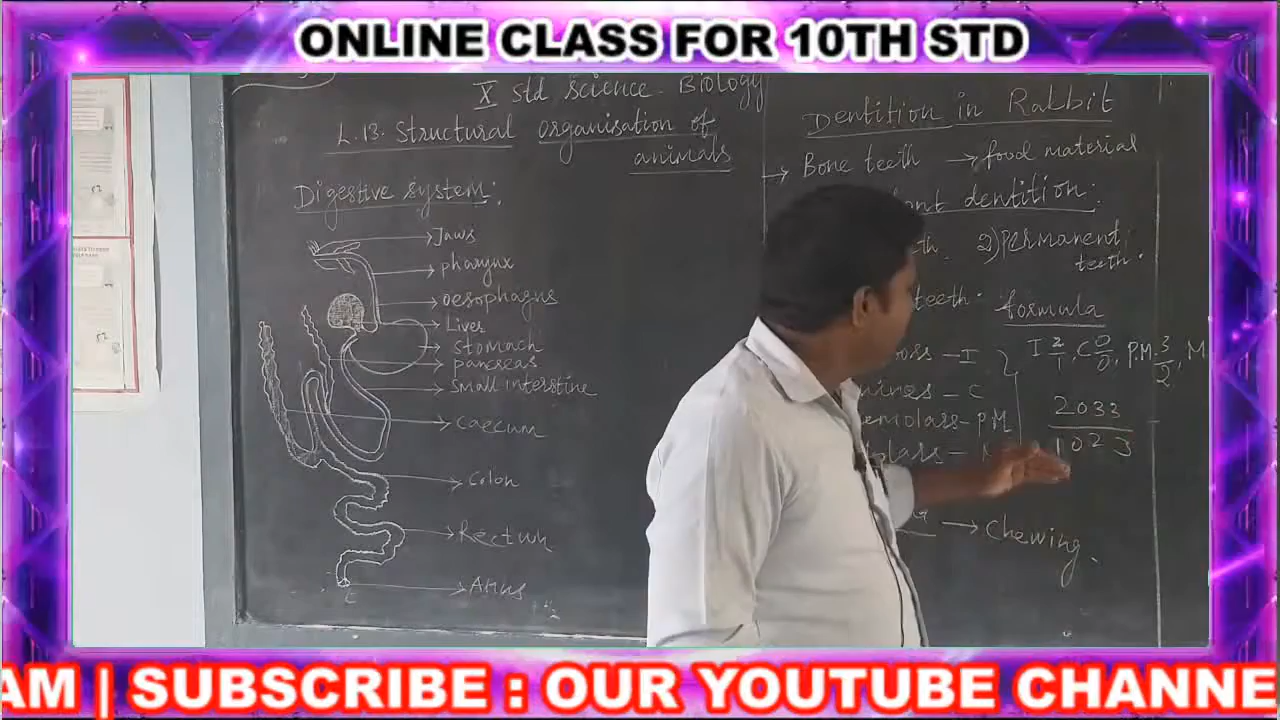 ONLINE CLASS FOR 10TH STD
X std science - Biology
L.13. Structural organisation of
animals
Digestive system:
Jaws
pharynx
oesophagus
Liver
stomach
pancreas
small interstine
caecum
Colon
Rectum
Anus
Dentition in Rabbit
→ Bone teeth → food material
dentition:
2) permanent
teeth.
teeth. formula
- I I 2/1, C 0/0, P.M. 3/2, M
- C
- P.M 2033
1023
→ Chewing.
AM | SUBSCRIBE : OUR YOUTUBE CHANNE